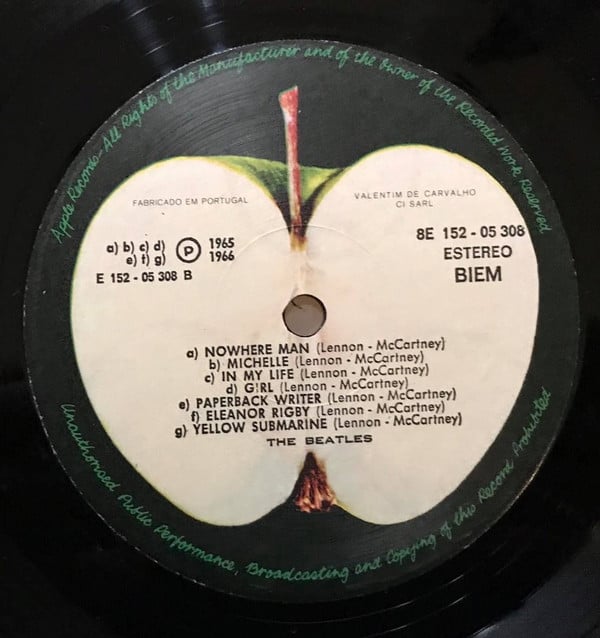 Apple Records - All Rights of the Manufacturer and of the Owner of the Recorded Work Reserved
FABRICADO EM PORTUGAL
VALENTIM DE CARVALHO
CI SARL
a) b) c) d)
e) f) g)
P
1965
1966
E 152 - 05 308 B
8E 152 - 05 308
ESTEREO
BIEM
a) NOWHERE MAN (Lennon - McCartney)
b) MICHELLE (Lennon - McCartney)
c) IN MY LIFE (Lennon - McCartney)
d) GIRL (Lennon - McCartney)
e) PAPERBACK WRITER (Lennon - McCartney)
f) ELEANOR RIGBY (Lennon - McCartney)
g) YELLOW SUBMARINE (Lennon - McCartney)
THE BEATLES
Unauthorised Public Performance, Broadcasting and Copying of this Record Prohibited